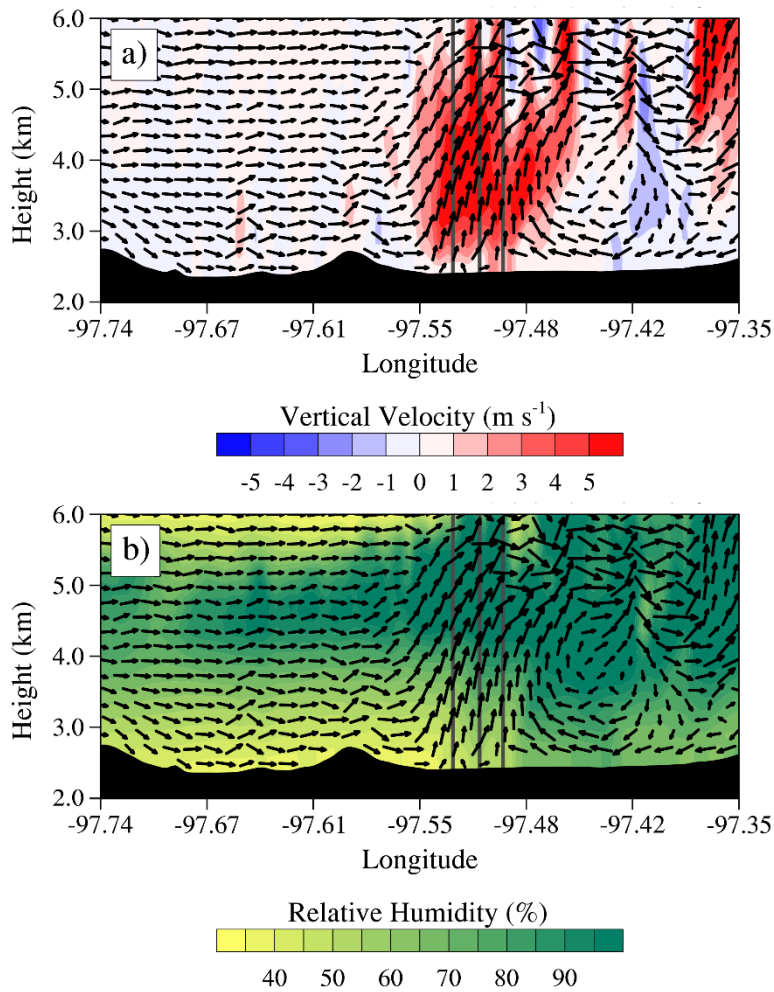 6.0
a)
5.0
4.0
3.0
2.0
Height (km)
-97.74 -97.67 -97.61 -97.55 -97.48 -97.42 -97.35
Longitude
Vertical Velocity (m s-1)
-5 -4 -3 -2 -1 0 1 2 3 4 5
6.0
b)
5.0
4.0
3.0
2.0
Height (km)
-97.74 -97.67 -97.61 -97.55 -97.48 -97.42 -97.35
Longitude
Relative Humidity (%)
40 50 60 70 80 90